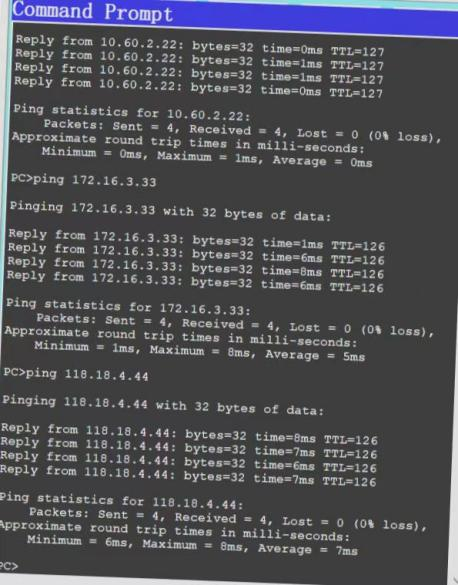 Command Prompt
Reply from 10.60.2.22: bytes=32 time=0ms TTL=127
Reply from 10.60.2.22: bytes=32 time=1ms TTL=127
Reply from 10.60.2.22: bytes=32 time=1ms TTL=127
Reply from 10.60.2.22: bytes=32 time=0ms TTL=127
Ping statistics for 10.60.2.22:
Packets: Sent = 4, Received = 4, Lost = 0 (0% loss),
Approximate round trip times in milli-seconds:
Minimum = 0ms, Maximum = 1ms, Average = 0ms
PC>ping 172.16.3.33
Pinging 172.16.3.33 with 32 bytes of data:
Reply from 172.16.3.33: bytes=32 time=1ms TTL=126
Reply from 172.16.3.33: bytes=32 time=6ms TTL=126
Reply from 172.16.3.33: bytes=32 time=8ms TTL=126
Reply from 172.16.3.33: bytes=32 time=6ms TTL=126
Ping statistics for 172.16.3.33:
Packets: Sent = 4, Received = 4, Lost = 0 (0% loss),
Approximate round trip times in milli-seconds:
Minimum = 1ms, Maximum = 8ms, Average = 5ms
PC>ping 118.18.4.44
Pinging 118.18.4.44 with 32 bytes of data:
Reply from 118.18.4.44: bytes=32 time=8ms TTL=126
Reply from 118.18.4.44: bytes=32 time=7ms TTL=126
Reply from 118.18.4.44: bytes=32 time=6ms TTL=126
Reply from 118.18.4.44: bytes=32 time=7ms TTL=126
Ping statistics for 118.18.4.44:
Packets: Sent = 4, Received = 4, Lost = 0 (0% loss),
Approximate round trip times in milli-seconds:
Minimum = 6ms, Maximum = 8ms, Average = 7ms
PC>